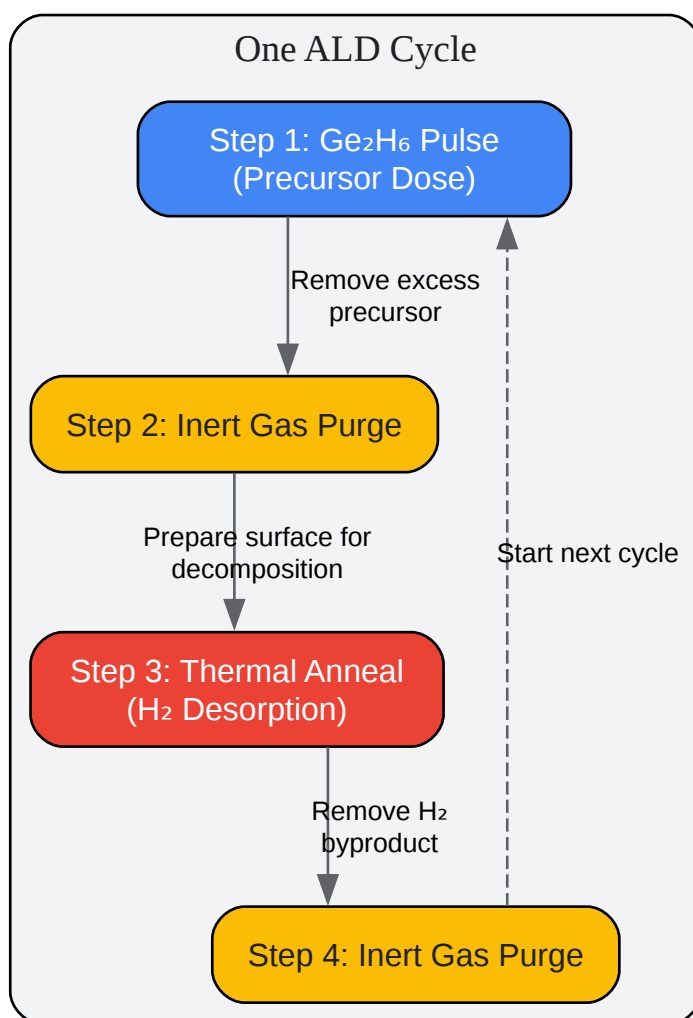 One ALD Cycle
Step 1: Ge₂H₆ Pulse
(Precursor Dose)
Remove excess
precursor
Step 2: Inert Gas Purge
Prepare surface for
decomposition
Start next cycle
Step 3: Thermal Anneal
(H₂ Desorption)
Remove H₂
byproduct
Step 4: Inert Gas Purge